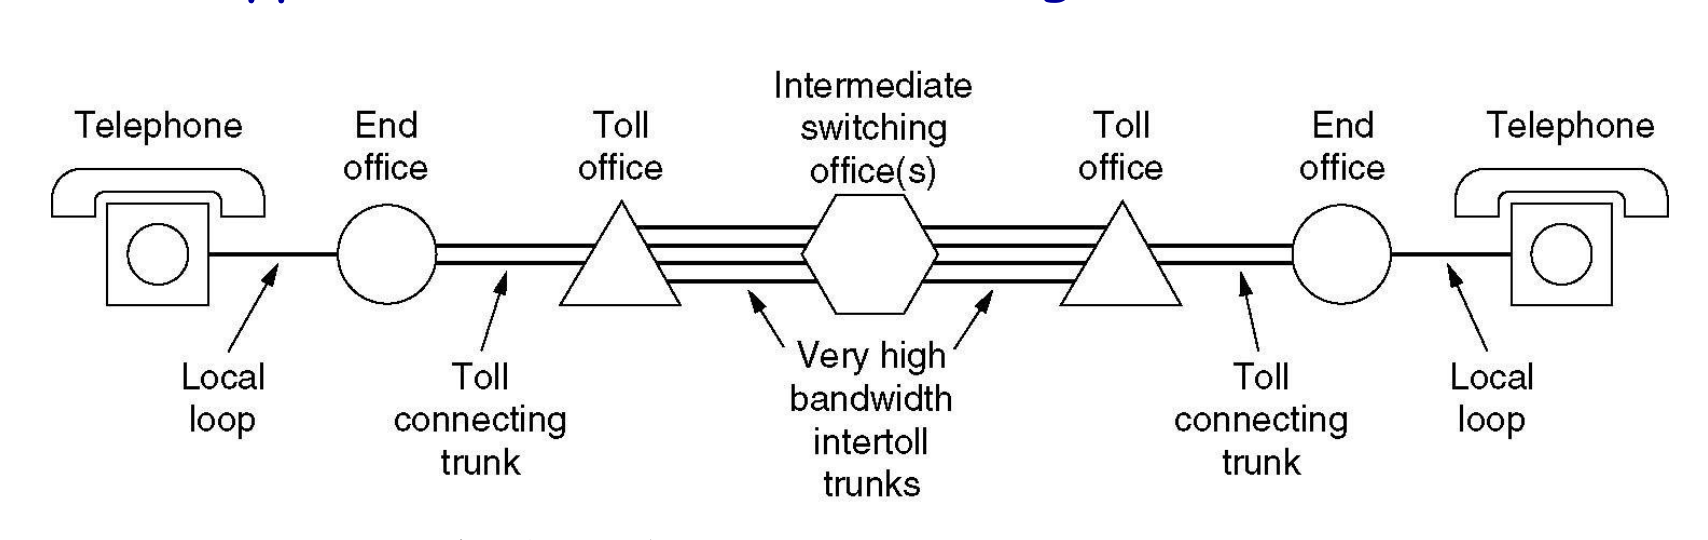 Telephone
End
office
Toll
office
Intermediate
switching
office(s)
Toll
office
End
office
Telephone
Local
loop
Toll
connecting
trunk
Very high
bandwidth
intertoll
trunks
Toll
connecting
trunk
Local
loop